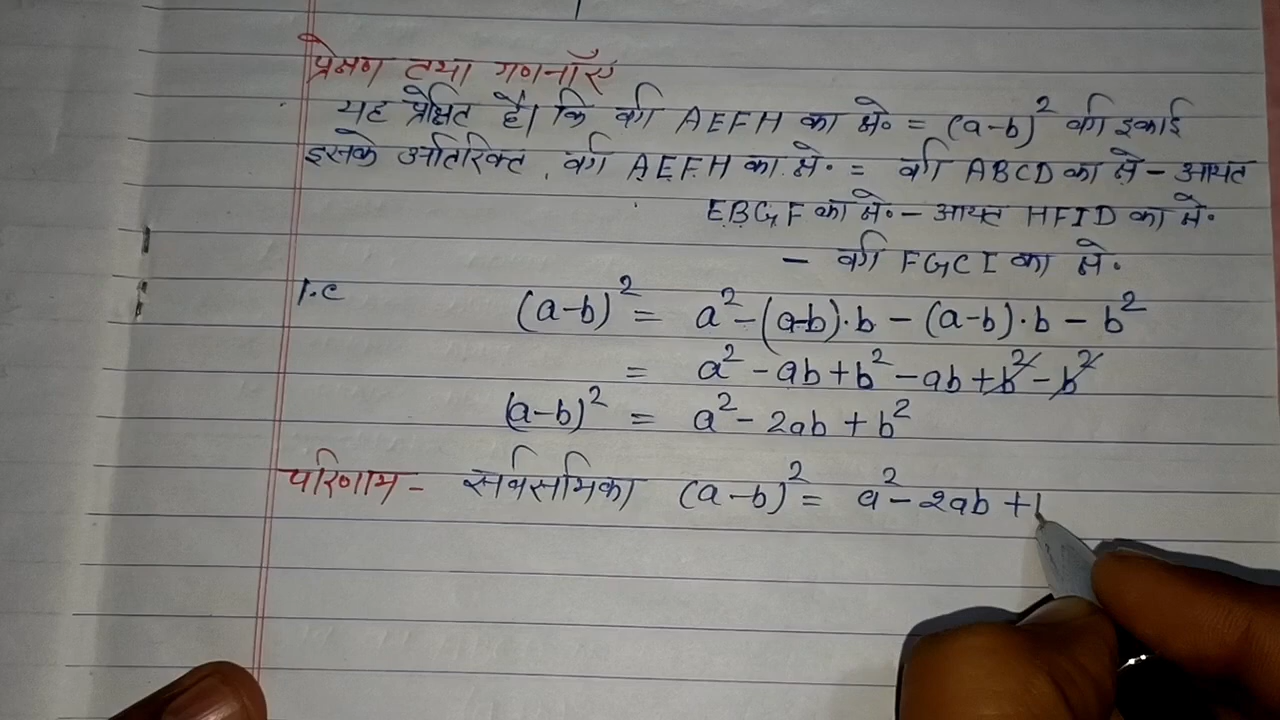 प्रेक्षण तथा गणनाएँ
यह प्रेक्षित है। कि वर्ग AEFH का क्षे॰ = (a-b)² वर्ग इकाई
इसके अतिरिक्त, वर्ग AEFH का क्षे॰ = वर्ग ABCD का क्षे - आयत
EBGF का क्षे॰ - आयत HFID का क्षे॰
- वर्ग FGCI का क्षे॰
i.e (a-b)² = a² - (a-b)·b - (a-b)·b - b²
= a² - ab + b² - ab + b² - b²
(a-b)² = a² - 2ab + b²
परिणाम - सर्वसमिका (a-b)² = a² - 2ab +